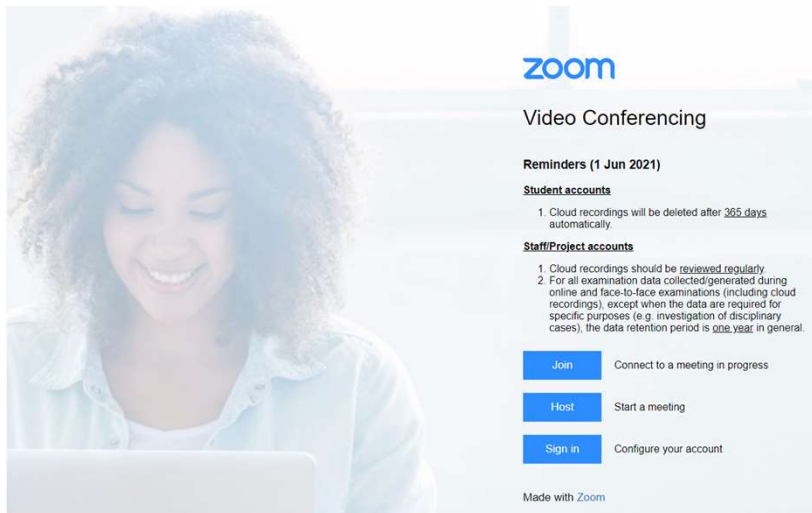 zoom
Video Conferencing
Reminders (1 Jun 2021)
Student accounts
1. Cloud recordings will be deleted after 365 days
automatically.
Staff/Project accounts
1. Cloud recordings should be reviewed regularly.
2. For all examination data collected/generated during
online and face-to-face examinations (including cloud
recordings), except when the data are required for
specific purposes (e.g. investigation of disciplinary
cases), the data retention period is one year in general.
Join Connect to a meeting in progress
Host Start a meeting
Sign in Configure your account
Made with Zoom